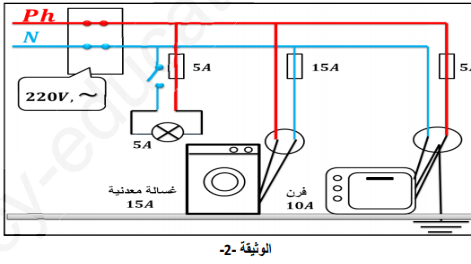 Ph
N
5A
15A
5A
220V, ~
5A
غسالة معدنية
15A
فرن
10A
الوثيقة -2-